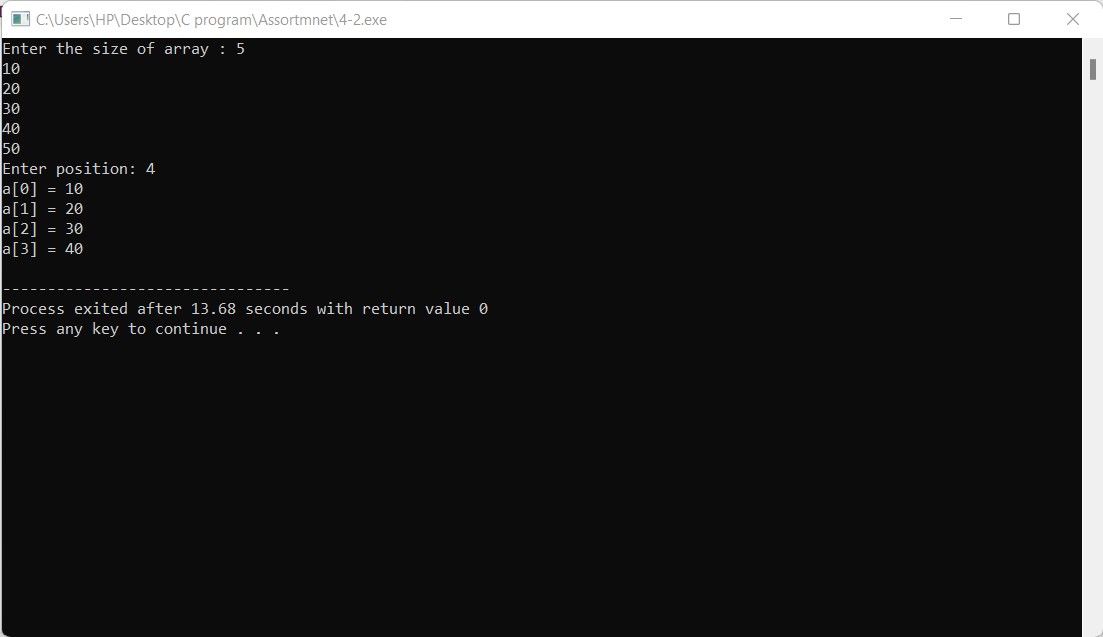 C:\Users\HP\Desktop\C program\Assortmnet\4-2.exe
Enter the size of array : 5
10
20
30
40
50
Enter position: 4
a[0] = 10
a[1] = 20
a[2] = 30
a[3] = 40
--------------------------------
Process exited after 13.68 seconds with return value 0
Press any key to continue . . .